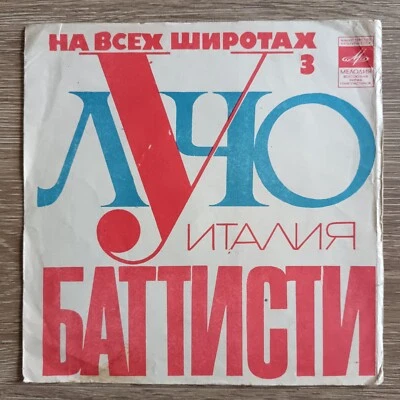 НА ВСЕХ ШИРОТАХ
3
МЕЛОДИЯ
ЛУЧО
ИТАЛИЯ
БАТТИСТИ